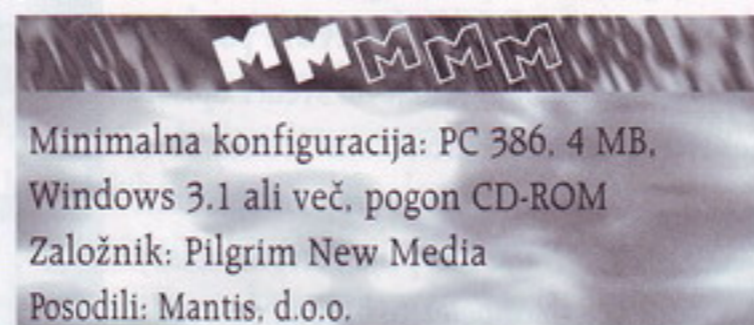 MMMMM
Minimalna konfiguracija: PC 386, 4 MB,
Windows 3.1 ali več, pogon CD-ROM
Založnik: Pilgrim New Media
Posodili: Mantis, d.o.o.